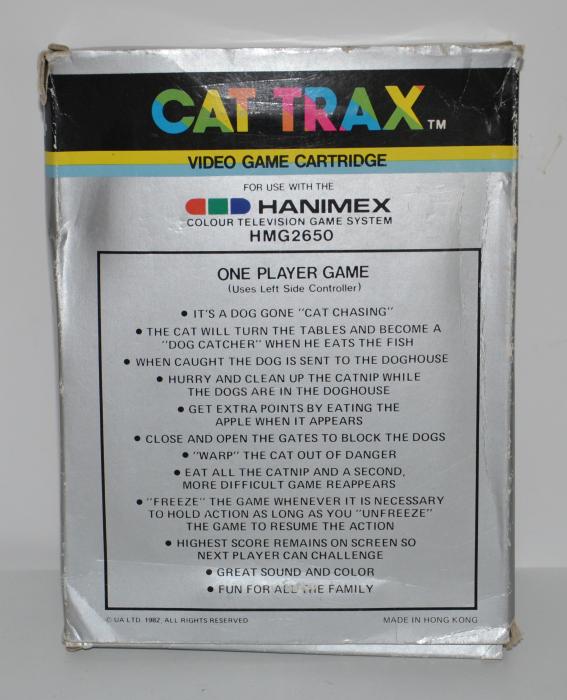 CAT TRAX TM
VIDEO GAME CARTRIDGE
FOR USE WITH THE
HANIMEX
COLOUR TELEVISION GAME SYSTEM
HMG2650
ONE PLAYER GAME
(Uses Left Side Controller)
• IT'S A DOG GONE "CAT CHASING"
• THE CAT WILL TURN THE TABLES AND BECOME A
"DOG CATCHER" WHEN HE EATS THE FISH
• WHEN CAUGHT THE DOG IS SENT TO THE DOGHOUSE
• HURRY AND CLEAN UP THE CATNIP WHILE
THE DOGS ARE IN THE DOGHOUSE
• GET EXTRA POINTS BY EATING THE
APPLE WHEN IT APPEARS
• CLOSE AND OPEN THE GATES TO BLOCK THE DOGS
• "WARP" THE CAT OUT OF DANGER
• EAT ALL THE CATNIP AND A SECOND,
MORE DIFFICULT GAME REAPPEARS
• "FREEZE" THE GAME WHENEVER IT IS NECESSARY
TO HOLD ACTION AS LONG AS YOU "UNFREEZE"
THE GAME TO RESUME THE ACTION
• HIGHEST SCORE REMAINS ON SCREEN SO
NEXT PLAYER CAN CHALLENGE
• GREAT SOUND AND COLOR
• FUN FOR ALL THE FAMILY
© UA LTD. 1982, ALL RIGHTS RESERVED
MADE IN HONG KONG